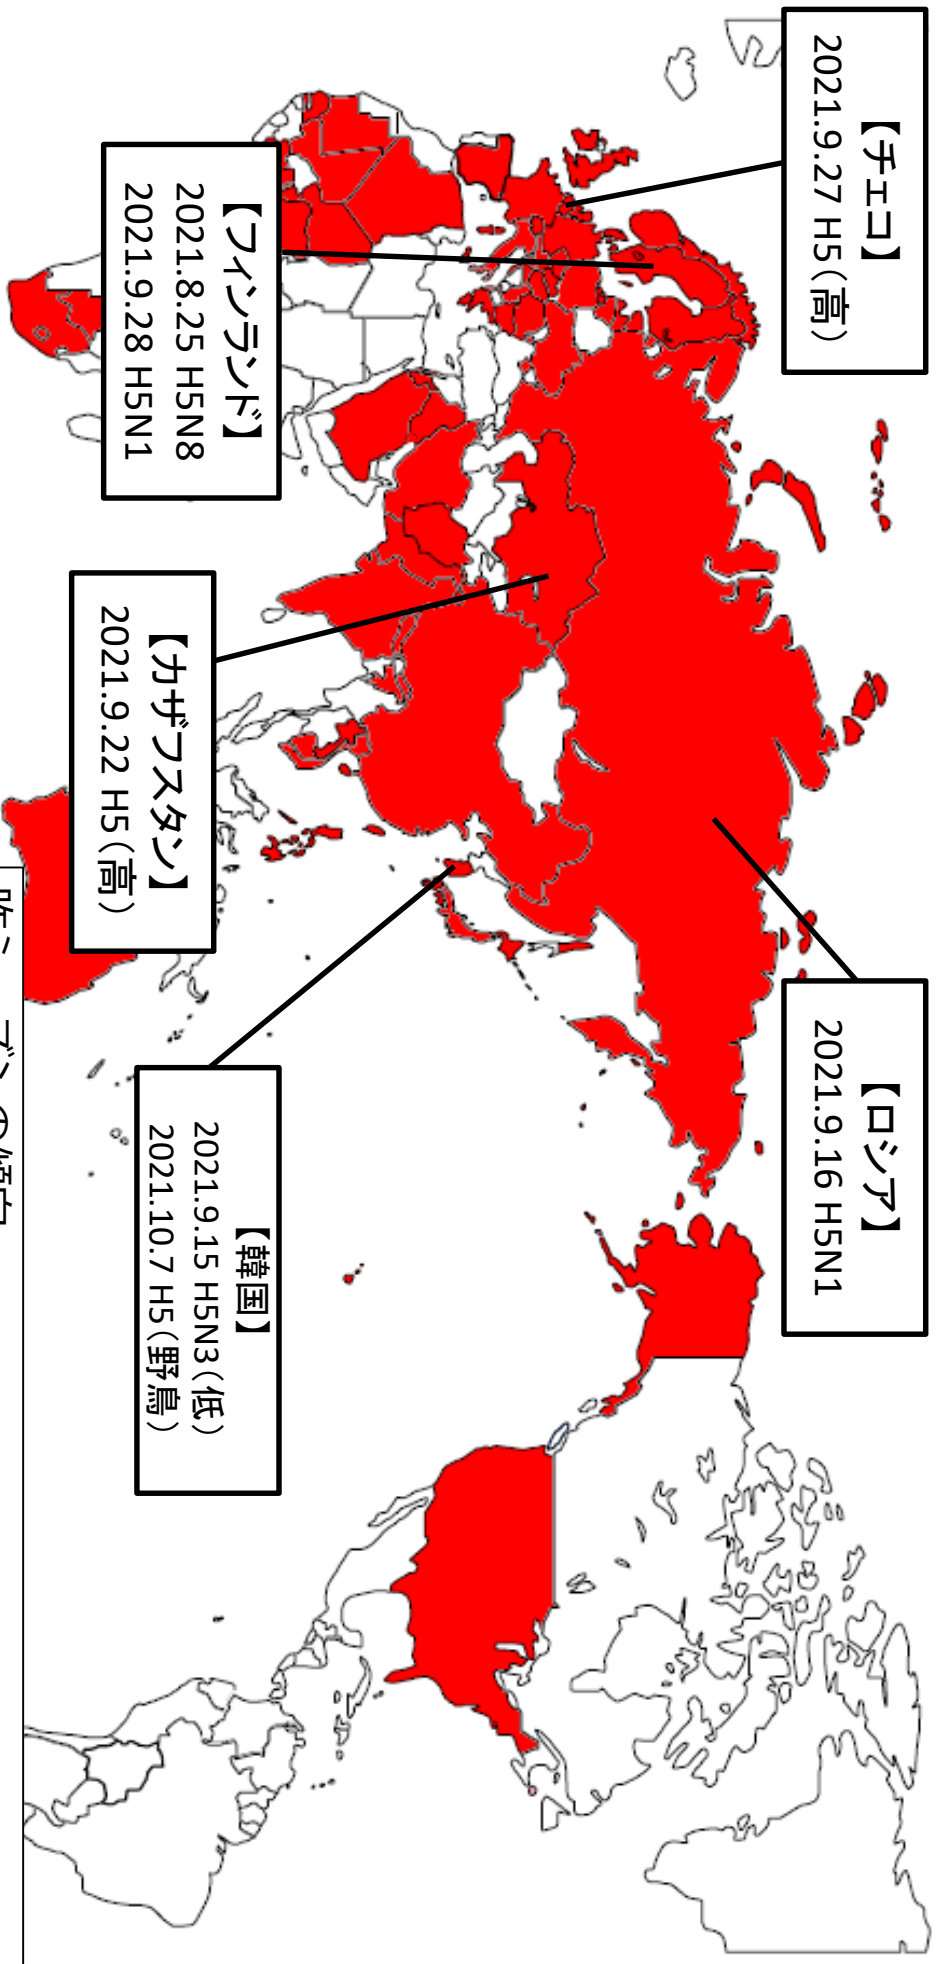 【チェコ】
2021.9.27 H5(高)
【ロシア】
2021.9.16 H5N1
【フィンランド】
2021.8.25 H5N8
2021.9.28 H5N1
【カザフスタン】
2021.9.22 H5(高)
【韓国】
2021.9.15 H5N3(低)
2021.10.7 H5(野鳥)